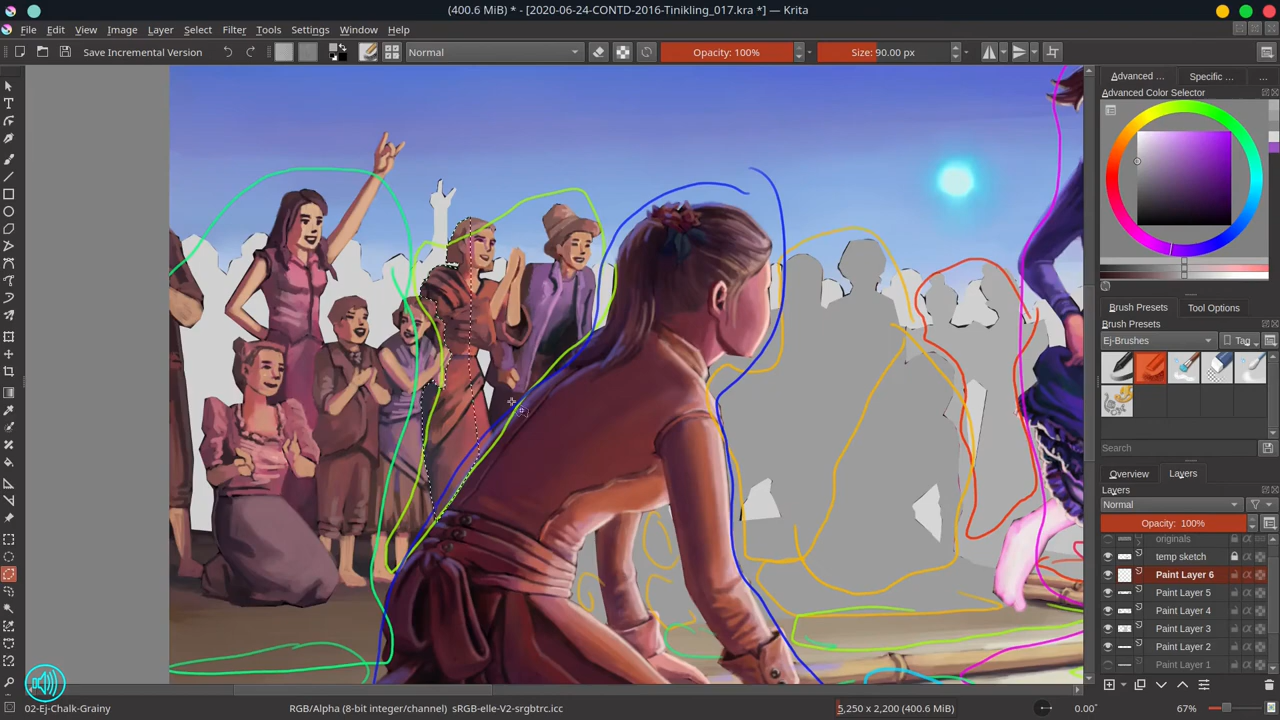 (400.6 MiB) * - [2020-06-24-CONTD-2016-Tinikling_017.kra *] — Krita
File Edit View Image Layer Select Filter Tools Settings Window Help
Save Incremental Version Normal Opacity: 100% Size: 90.00 px
Advanced ... Specific ... ...
Advanced Color Selector
Brush Presets Tool Options
Brush Presets
Ej-Brushes Tag
Search
Overview Layers
Layers
Normal
Opacity: 100%
originals
temp sketch
Paint Layer 6
Paint Layer 5
Paint Layer 4
Paint Layer 3
Paint Layer 2
Paint Layer 1
02-Ej-Chalk-Grainy RGB/Alpha (8-bit integer/channel) sRGB-elle-V2-srgbtrc.icc 5,250 x 2,200 (400.6 MiB) 0.00° 67%